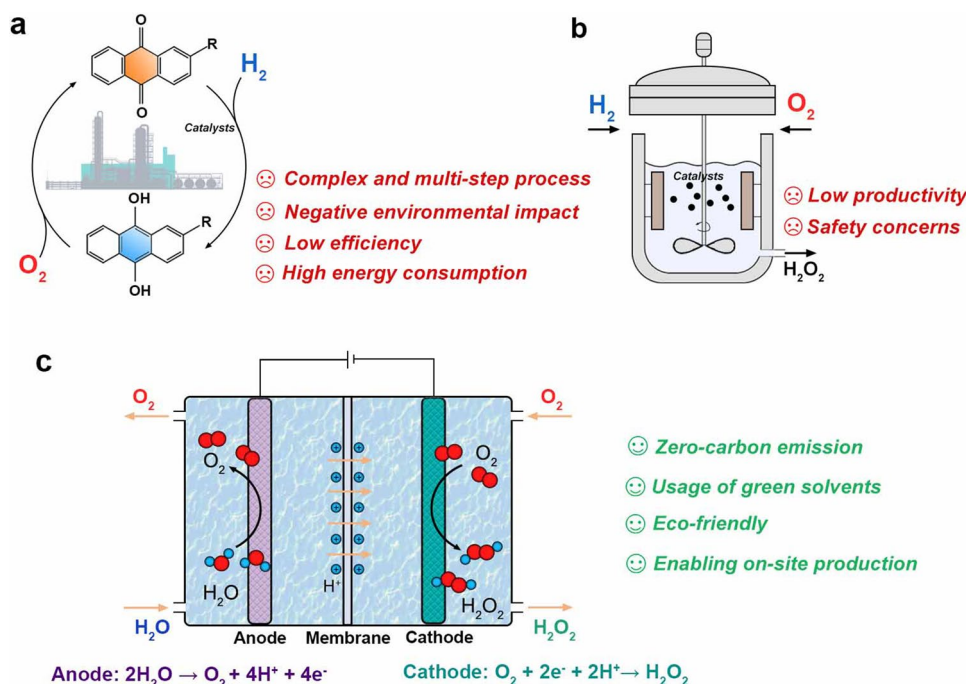 a
O
R
H₂
O
Catalysts
OH
R
O₂
OH
Complex and multi-step process
Negative environmental impact
Low efficiency
High energy consumption
b
H₂
O₂
Catalysts
Low productivity
Safety concerns
H₂O₂
c
O₂
O₂
O₂
O₂
H₂O
H⁺
H₂O₂
H₂O
H₂O₂
Anode
Membrane
Cathode
Zero-carbon emission
Usage of green solvents
Eco-friendly
Enabling on-site production
Anode: 2H₂O → O₂ + 4H⁺ + 4e⁻
Cathode: O₂ + 2e⁻ + 2H⁺→ H₂O₂